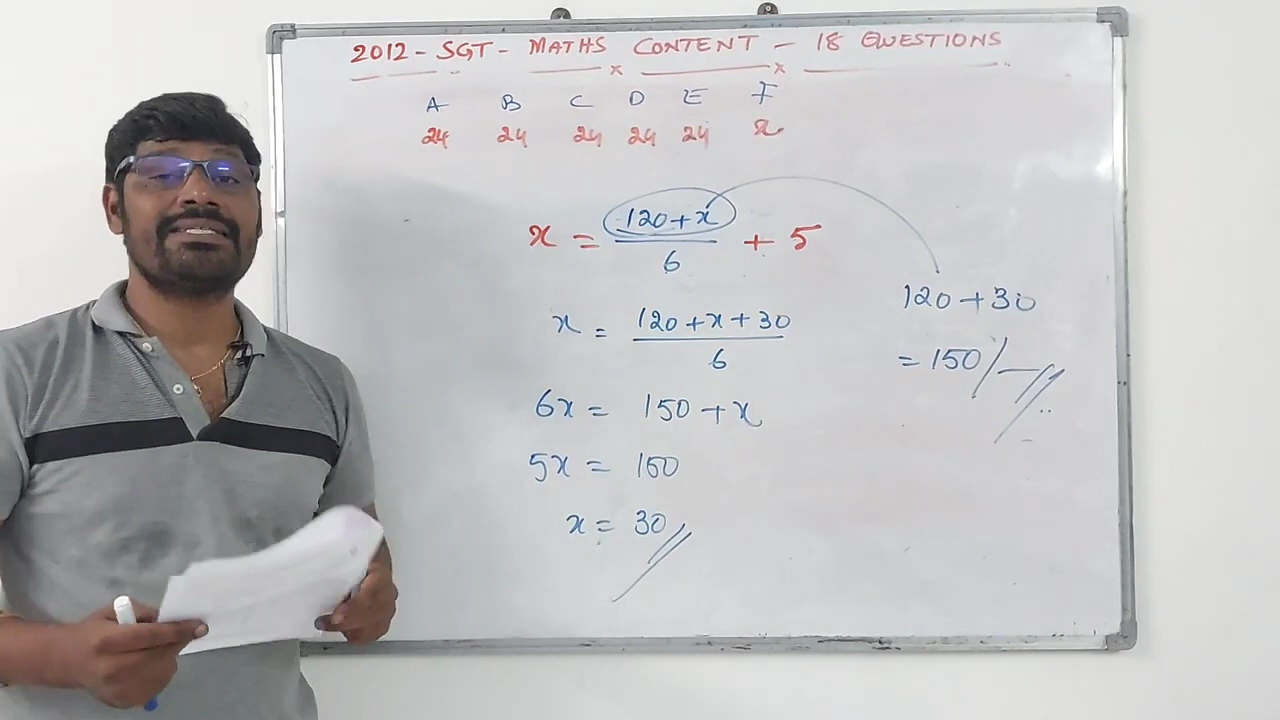 2012 - SGT - MATHS CONTENT - 18 QUESTIONS
A B C D E F
24 24 24 24 24 x
x = 120+x / 6 + 5
x = 120+x+30 / 6
6x = 150+x
5x = 150
x = 30
120+30
= 150/-